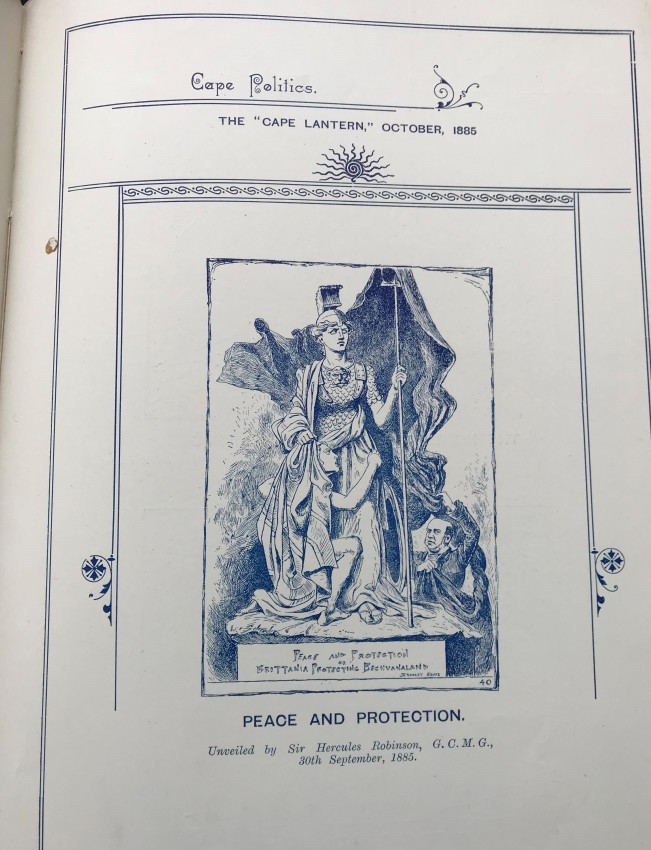 Cape Politics.
THE "CAPE LANTERN," OCTOBER, 1885
PEACE AND PROTECTION
OR
BRITTANIA PROTECTING BECHUANALAND
40
PEACE AND PROTECTION.
Unveiled by Sir Hercules Robinson, G. C. M. G.,
30th September, 1885.